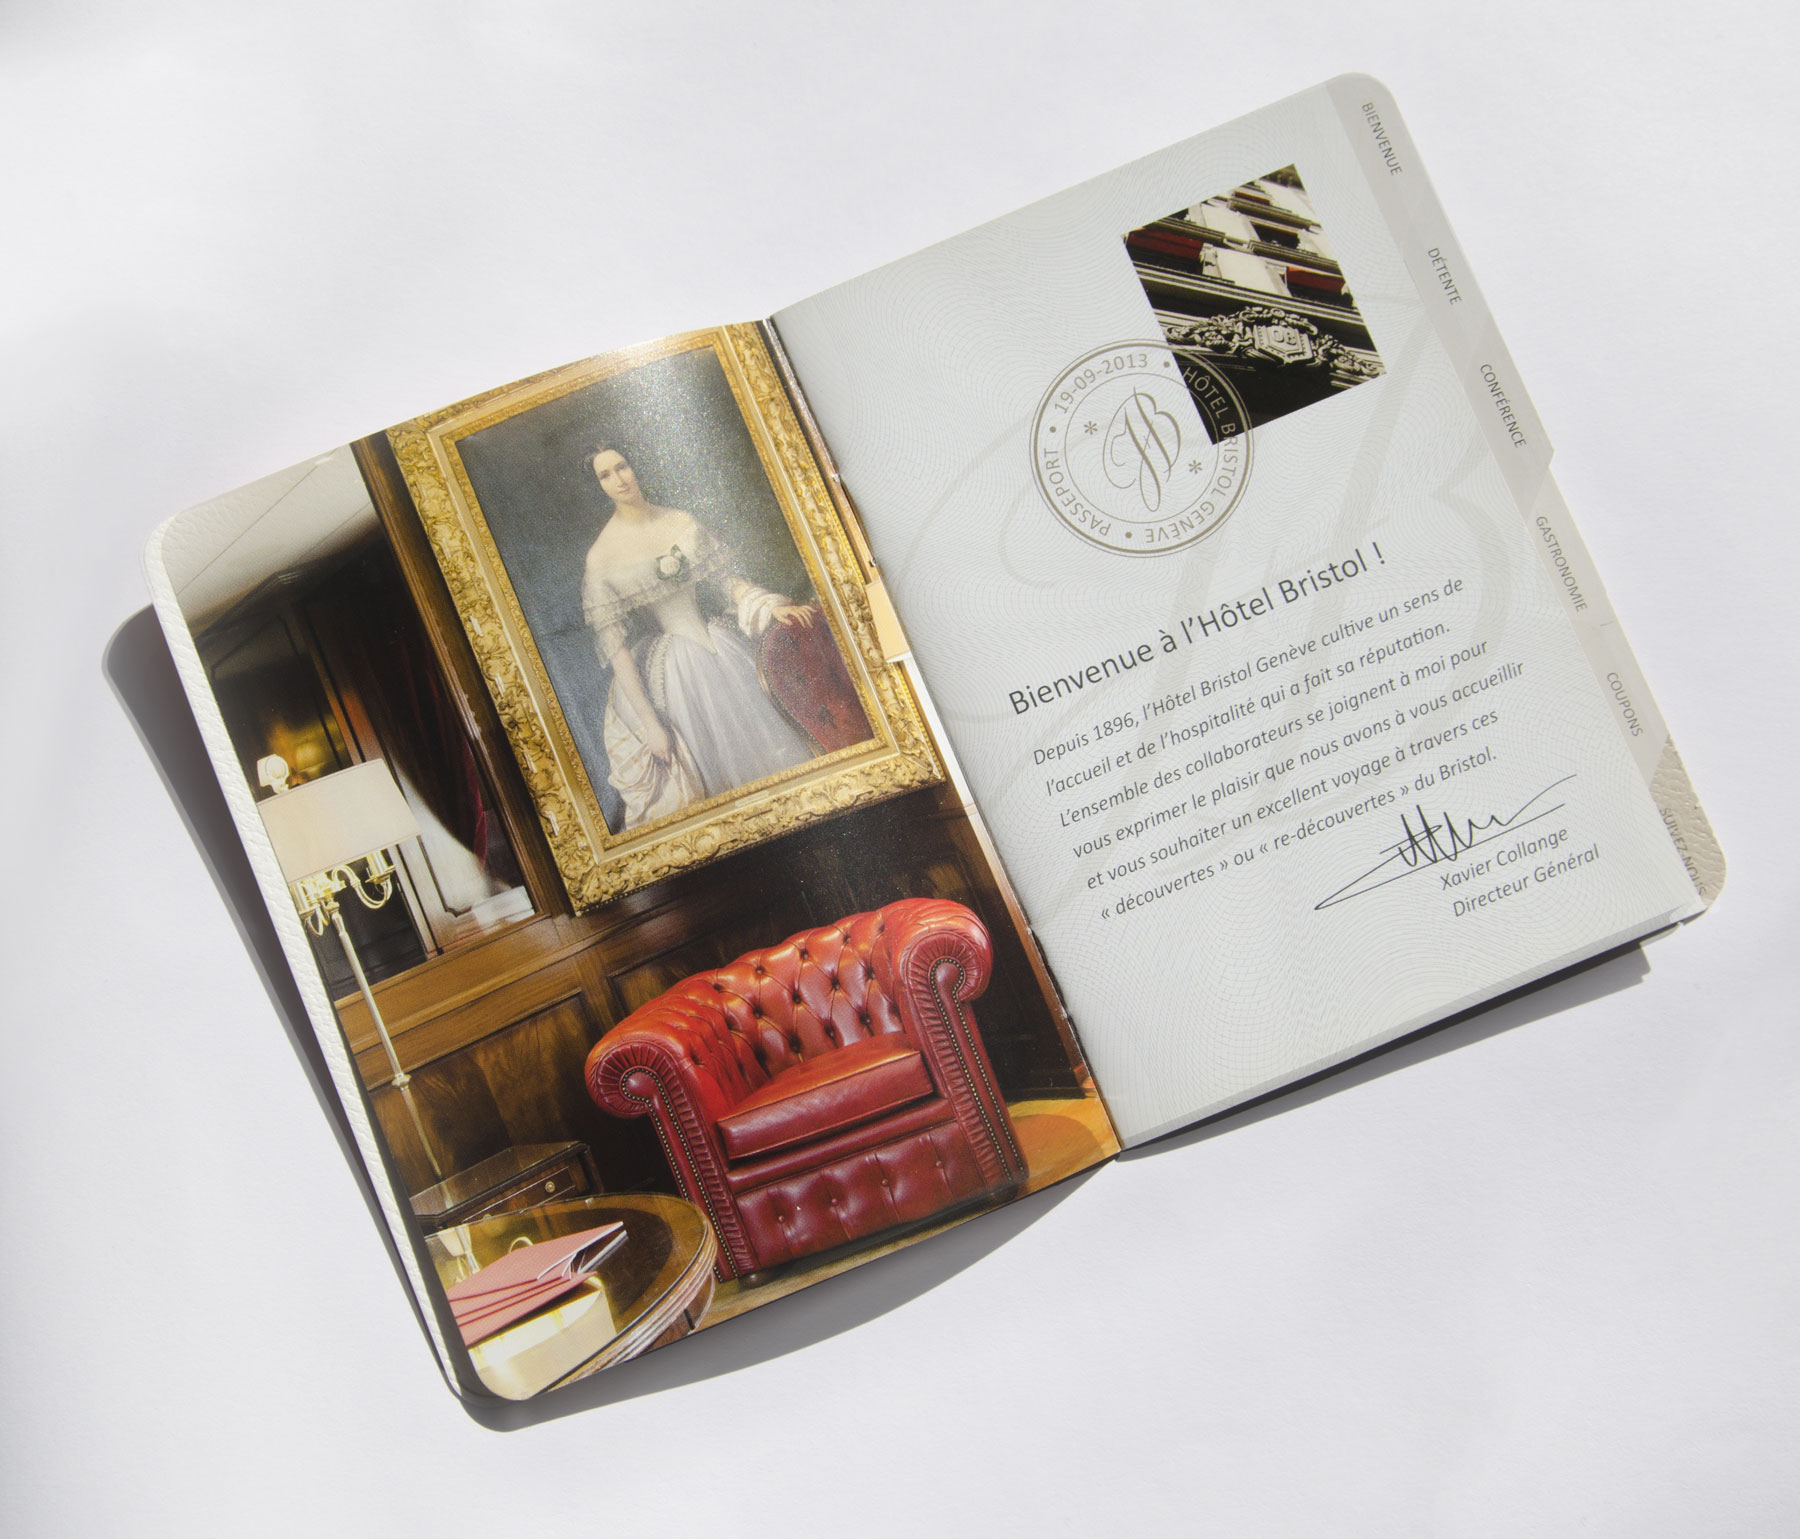 BIENVENUE
DÉTENTE
CONFÉRENCE
GASTRONOMIE
COUPONS
SUIVEZ-NOUS
PASSEPORT • 19-09-2013 • HÔTEL BRISTOL GENÈVE •
Bienvenue à l'Hôtel Bristol !
Depuis 1896, l'Hôtel Bristol Genève cultive un sens de
l'accueil et de l'hospitalité qui a fait sa réputation.
L'ensemble des collaborateurs se joignent à moi pour
vous exprimer le plaisir que nous avons à vous accueillir
et vous souhaiter un excellent voyage à travers ces
« découvertes » ou « re-découvertes » du Bristol.
Xavier Collange
Directeur Général